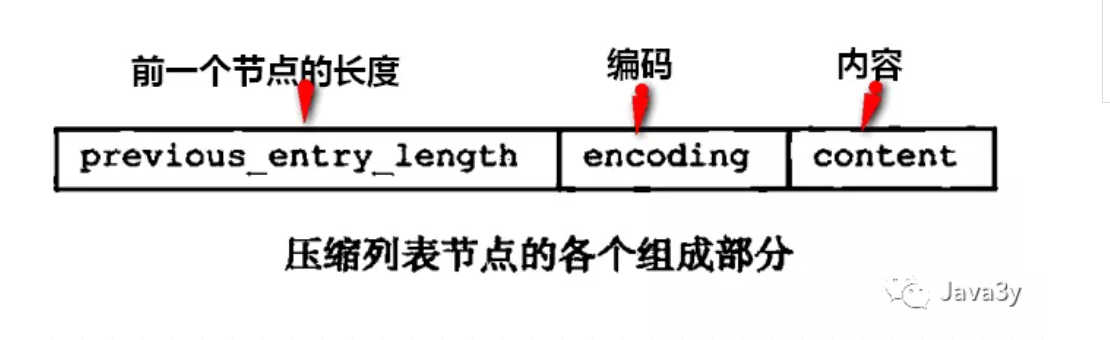 前一个节点的长度 编码 内容
previous_entry_length encoding content
压缩列表节点的各个组成部分
Java3y